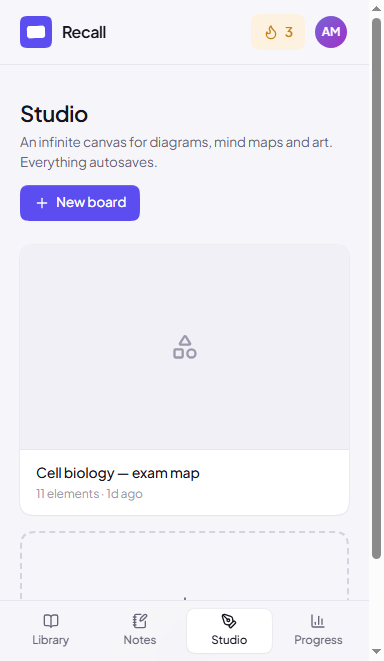 Recall
3
AM
Studio
An infinite canvas for diagrams, mind maps and art.
Everything autosaves.
New board
Cell biology — exam map
11 elements · 1d ago
Library
Notes
Studio
Progress